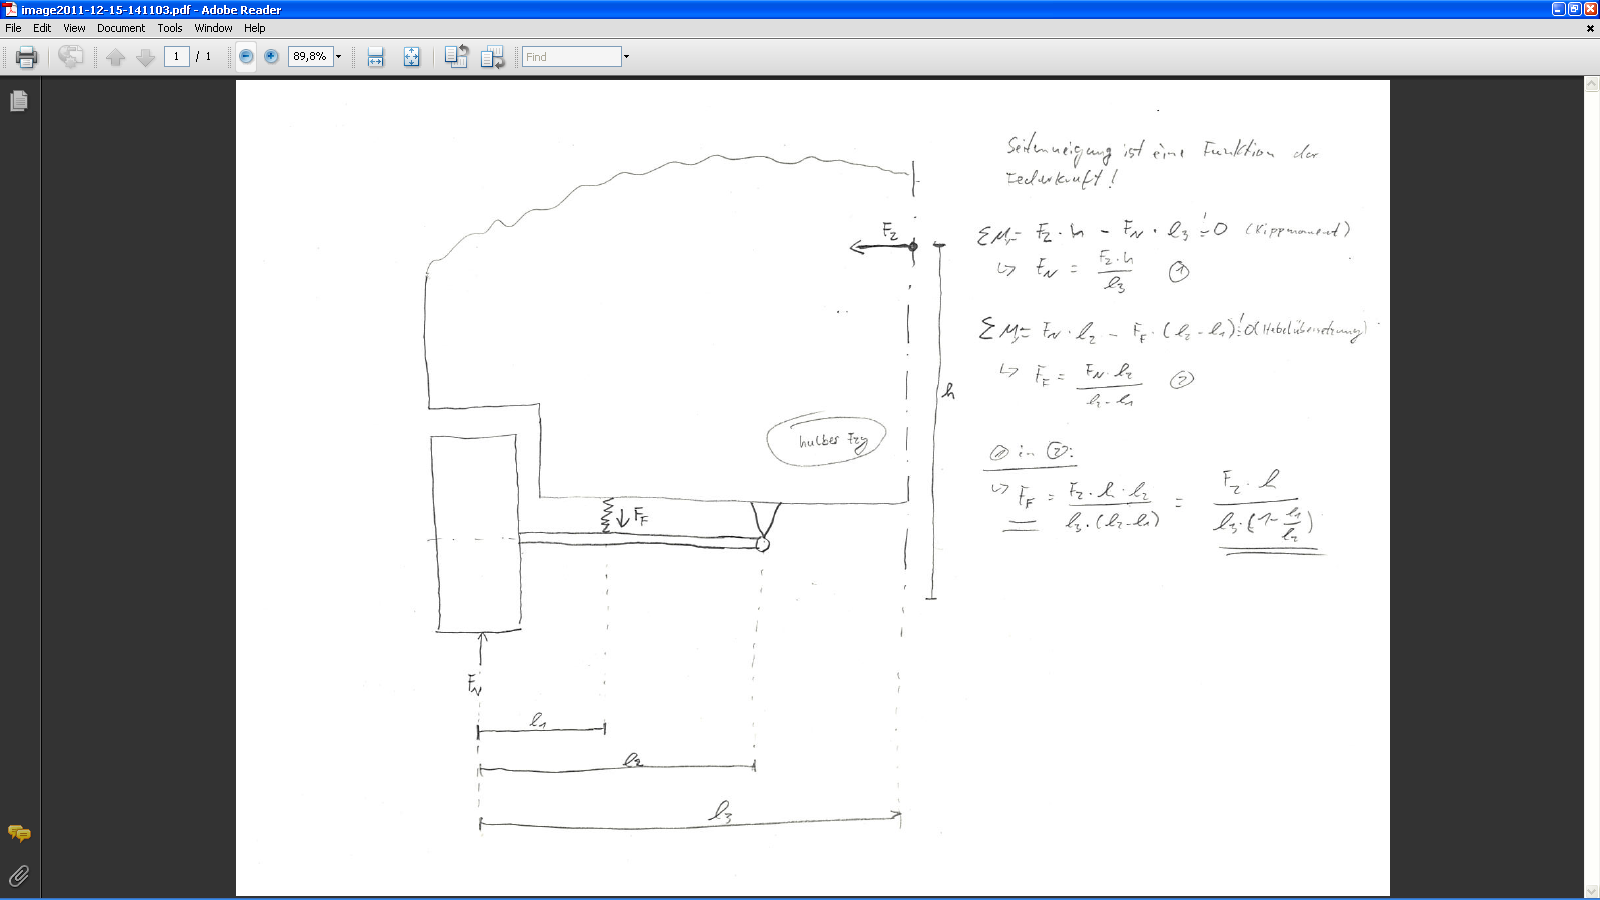 image2011-12-15-141103.pdf - Adobe Reader
File Edit View Document Tools Window Help
1 / 1 89,8% Find
Seitenneigung ist eine Funktion der
Federkraft!
ΣM = F_Z · h - F_N · l_3 != 0 (Kippmoment)
↳ F_N = F_Z · h / l_3 ①
ΣM = F_N · l_2 - F_F · (l_2 - l_1) != 0 (Hebelübersetzung)
↳ F_F = F_N · l_2 / l_2 - l_1 ②
① in ②:
↳ F_F = F_Z · h · l_2 / l_3 · (l_2 - l_1) = F_Z · h / l_3 · (1 - l_1 / l_2)
F_Z
h
halbes Fzg
F_F
F_N
l_1
l_2
l_3